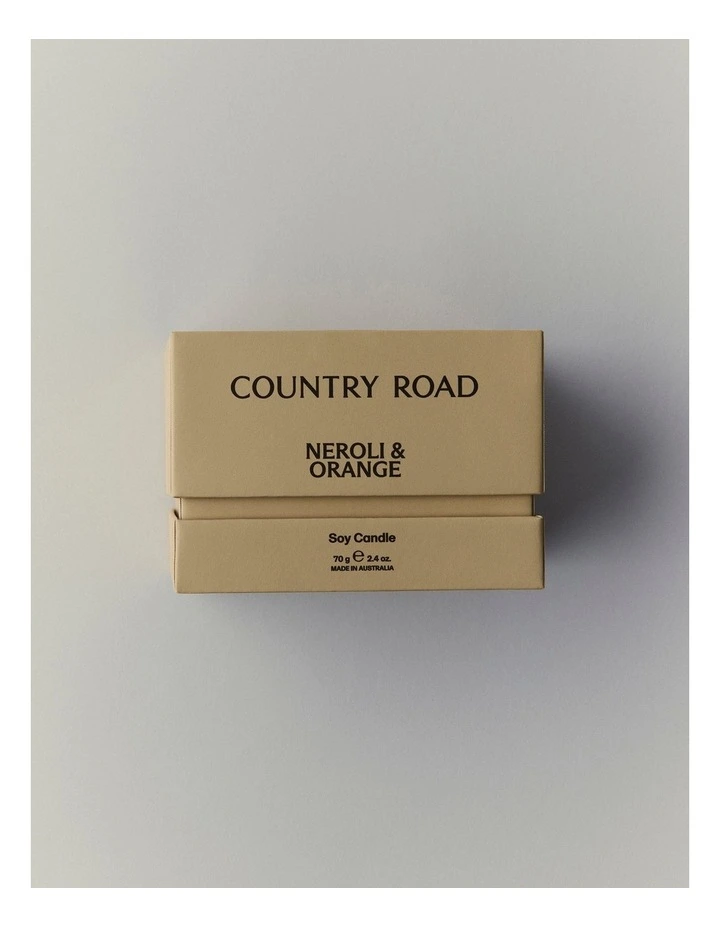 COUNTRY ROAD
NEROLI &
ORANGE
Soy Candle
70 g ℮ 2.4 oz.
MADE IN AUSTRALIA